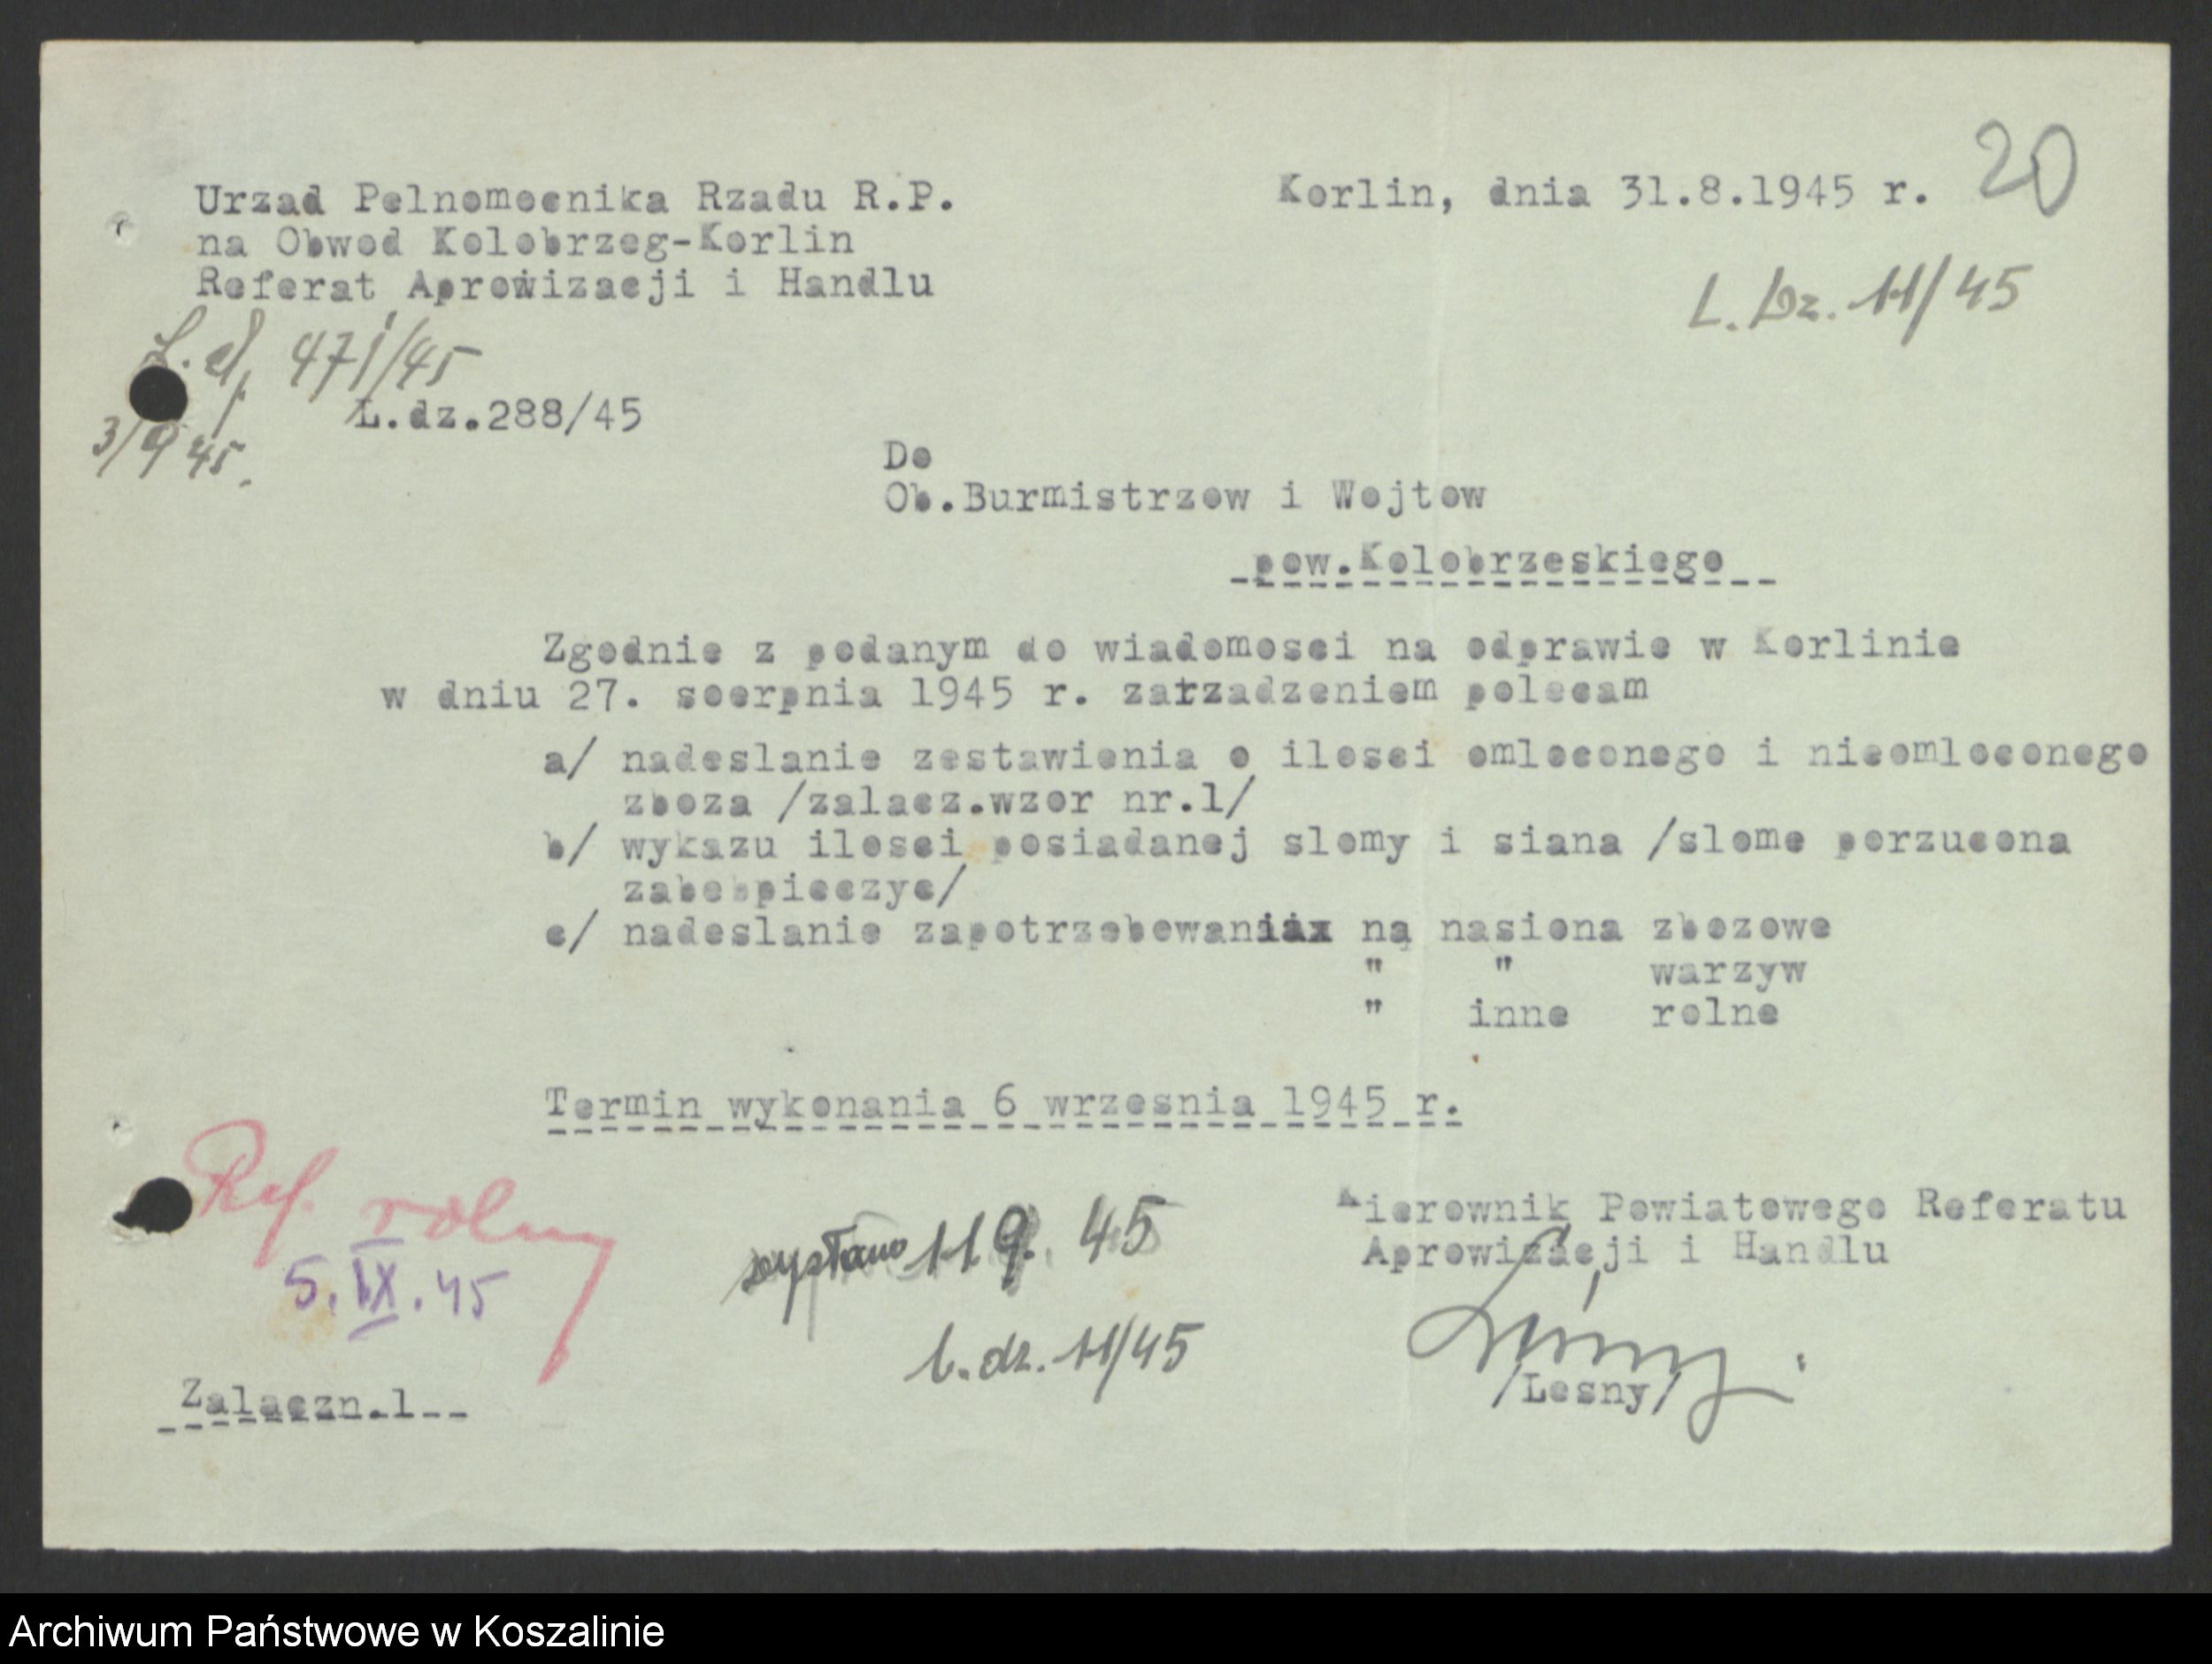 20
Urzad Pelnomocnika Rzadu R.P.
Korlin, dnia 31.8.1945 r.
na Obwod Kolobrzeg-Korlin
Referat Aprowizacji i Handlu
L. Dz. 11/45
L. d, 471/45
3/9 45.
L.dz.288/45
Do
Ob.Burmistrzow i Wojtow
pow.Kolobrzeskiego
Zgodnie z podanym do wiadomosci na odprawie w Korlinie
w dniu 27. soerpnia 1945 r. zarzadzeniem polecam
a/ nadeslanie zestawienia o ilosci omloconego i nieomloconego
zboza /zalacz.wzor nr.1/
b/ wykazu ilosci posiadanej slomy i siana /slome porzucona
zabebpieczyc/
c/ nadeslanie zapotrzebowaniax na nasiona zbozowe
" " warzyw
" inne rolne
Termin wykonania 6 wrzesnia 1945 r.
Ref. rolny
5. IX. 45
wysłano 11 9. 45
L. dz. 11/45
Kierownik Powiatowego Referatu
Aprowizacji i Handlu
/Lesny/
Zalaczn.1
Archiwum Państwowe w Koszalinie